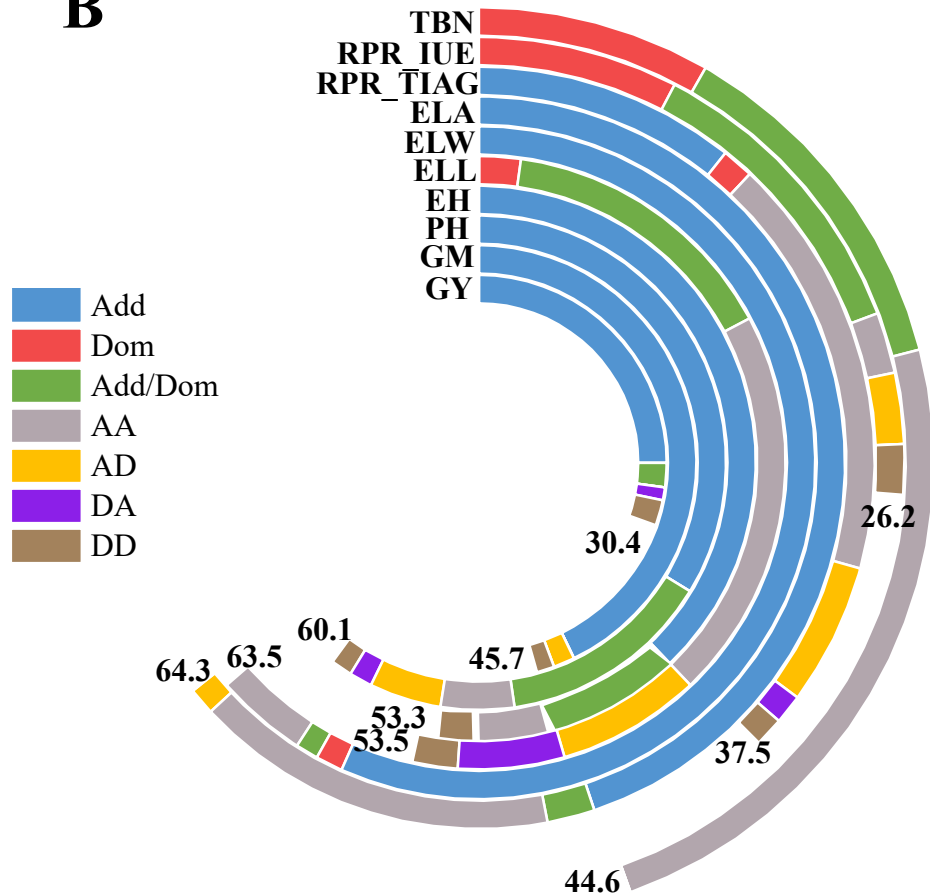 B
TBN
RPR_IUE
RPR_TIAG
ELA
ELW
ELL
EH
PH
GM
GY
Add
Dom
Add/Dom
AA
AD
DA
DD
26.2
30.4
60.1
45.7
63.5
64.3
53.3
53.5
37.5
44.6